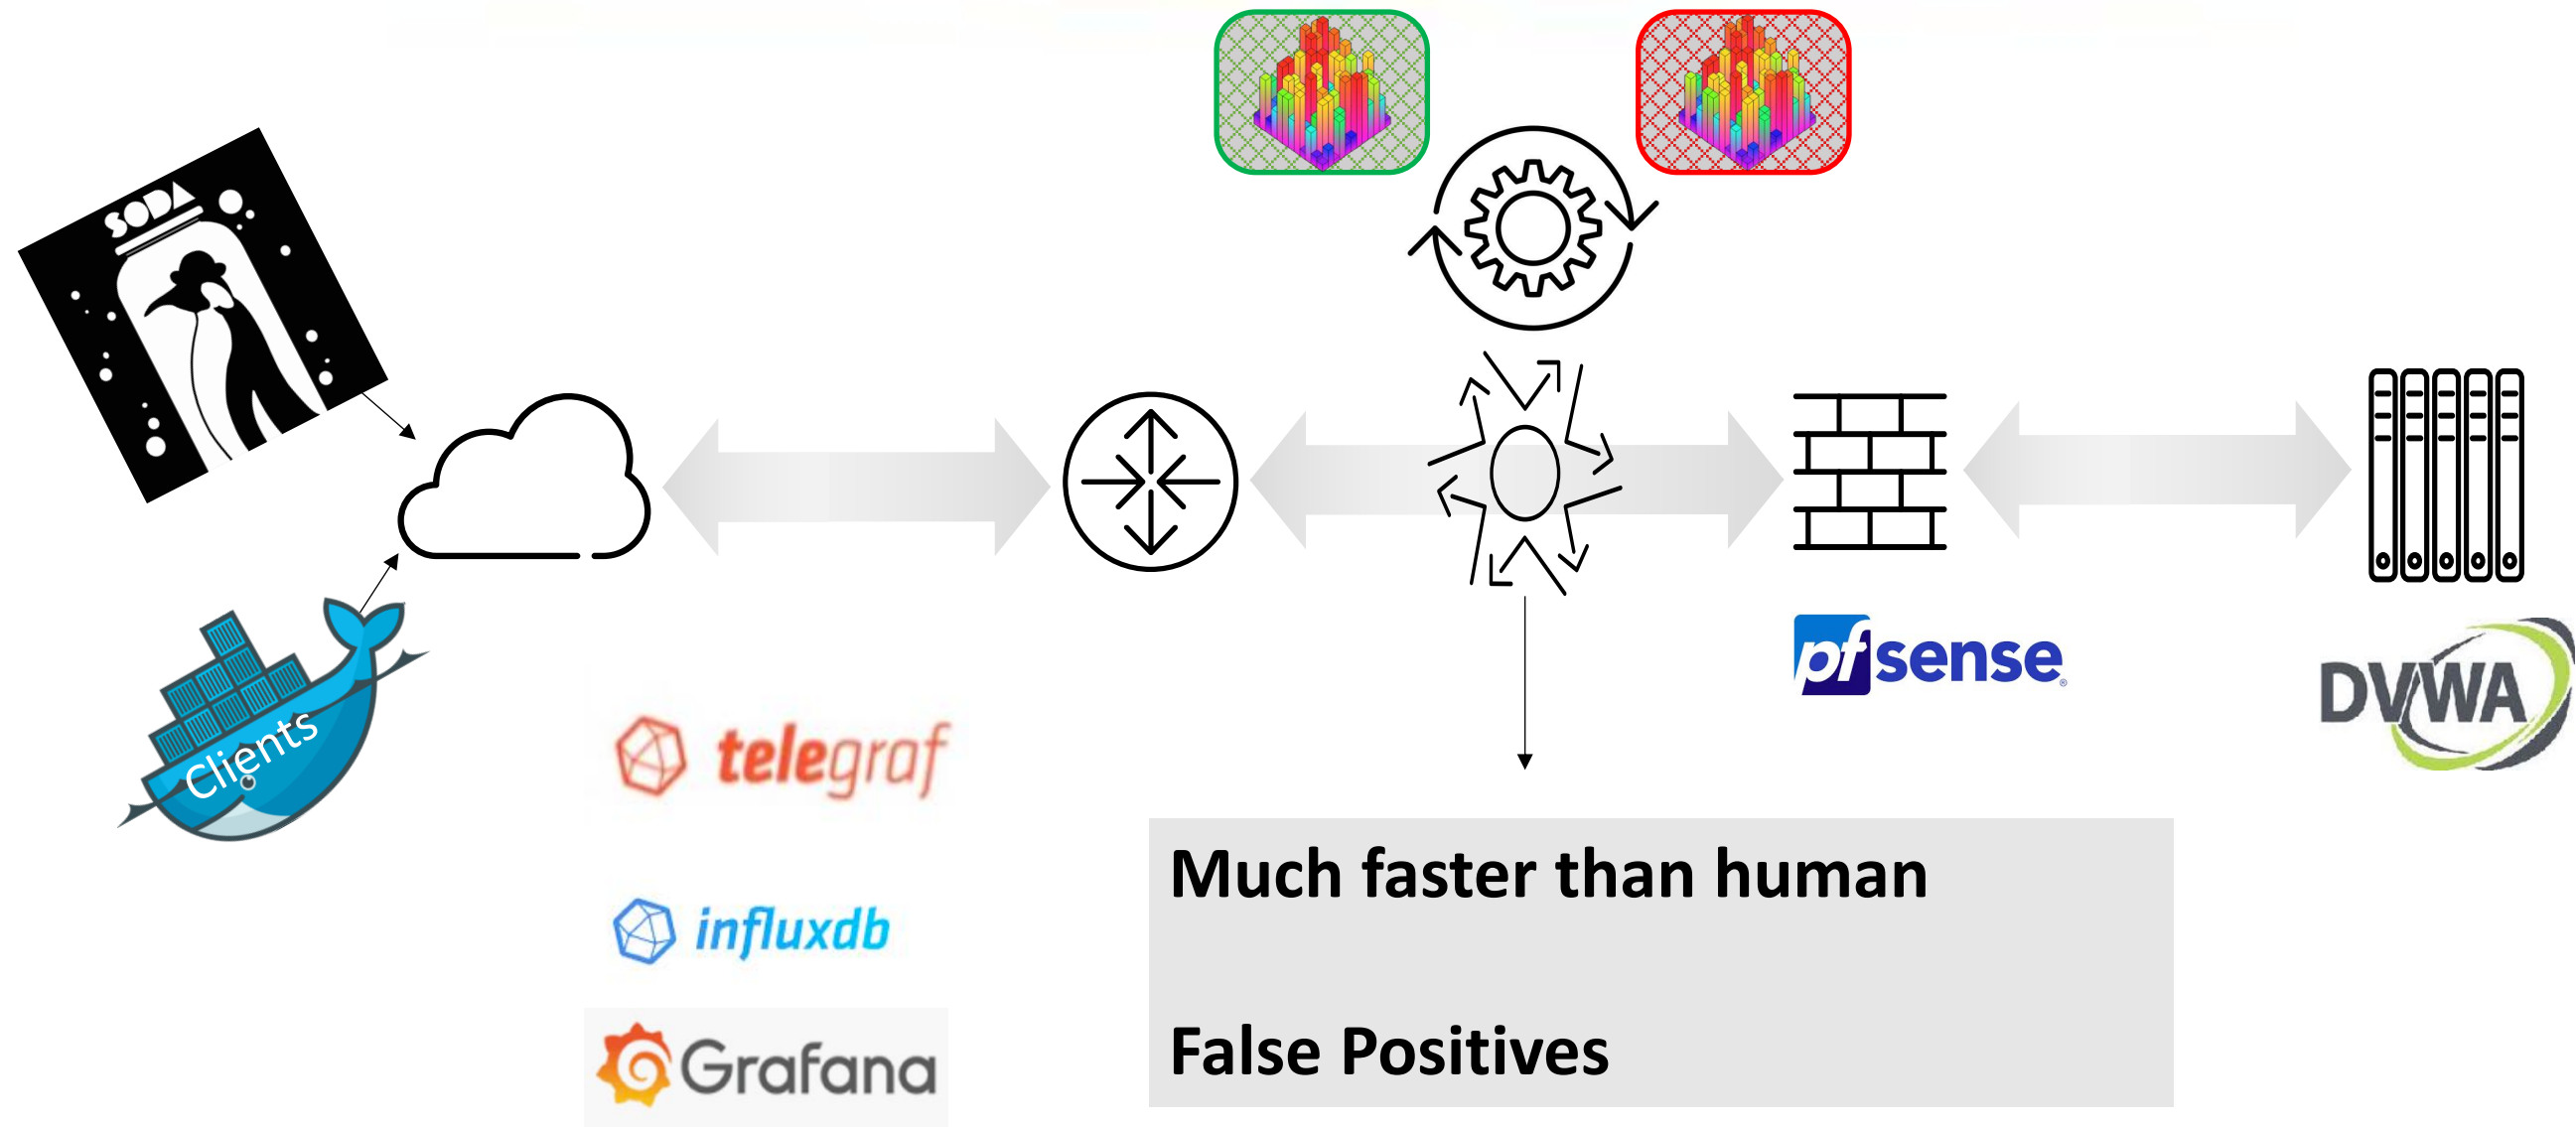 SODA
Clients
telegraf
influxdb
Grafana
pfsense
DVWA
Much faster than human
False Positives